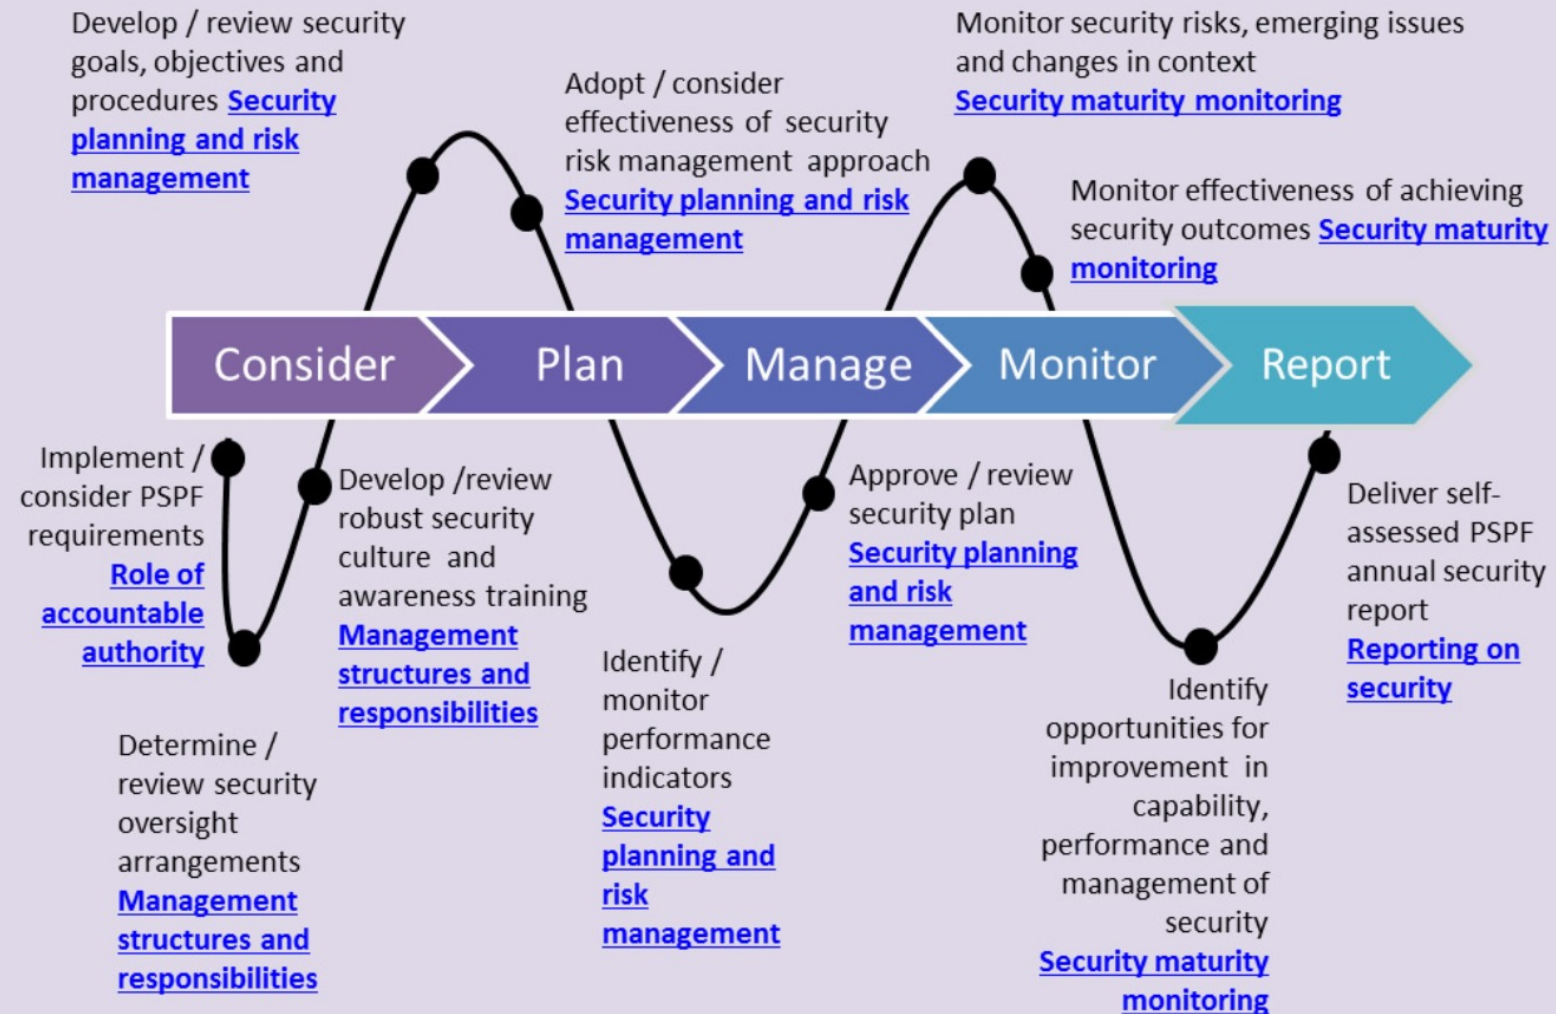 Develop / review security
goals, objectives and
procedures Security
planning and risk
management
Adopt / consider
effectiveness of security
risk management approach
Security planning and risk
management
Monitor security risks, emerging issues
and changes in context
Security maturity monitoring
Monitor effectiveness of achieving
security outcomes Security maturity
monitoring
Consider
Plan
Manage
Monitor
Report
Implement /
consider PSPF
requirements
Role of
accountable
authority
Determine /
review security
oversight
arrangements
Management
structures and
responsibilities
Develop /review
robust security
culture and
awareness training
Management
structures and
responsibilities
Identify /
monitor
performance
indicators
Security
planning and
risk
management
Approve / review
security plan
Security planning
and risk
management
Identify
opportunities for
improvement in
capability,
performance and
management of
security
Security maturity
monitoring
Deliver self-
assessed PSPF
annual security
report
Reporting on
security